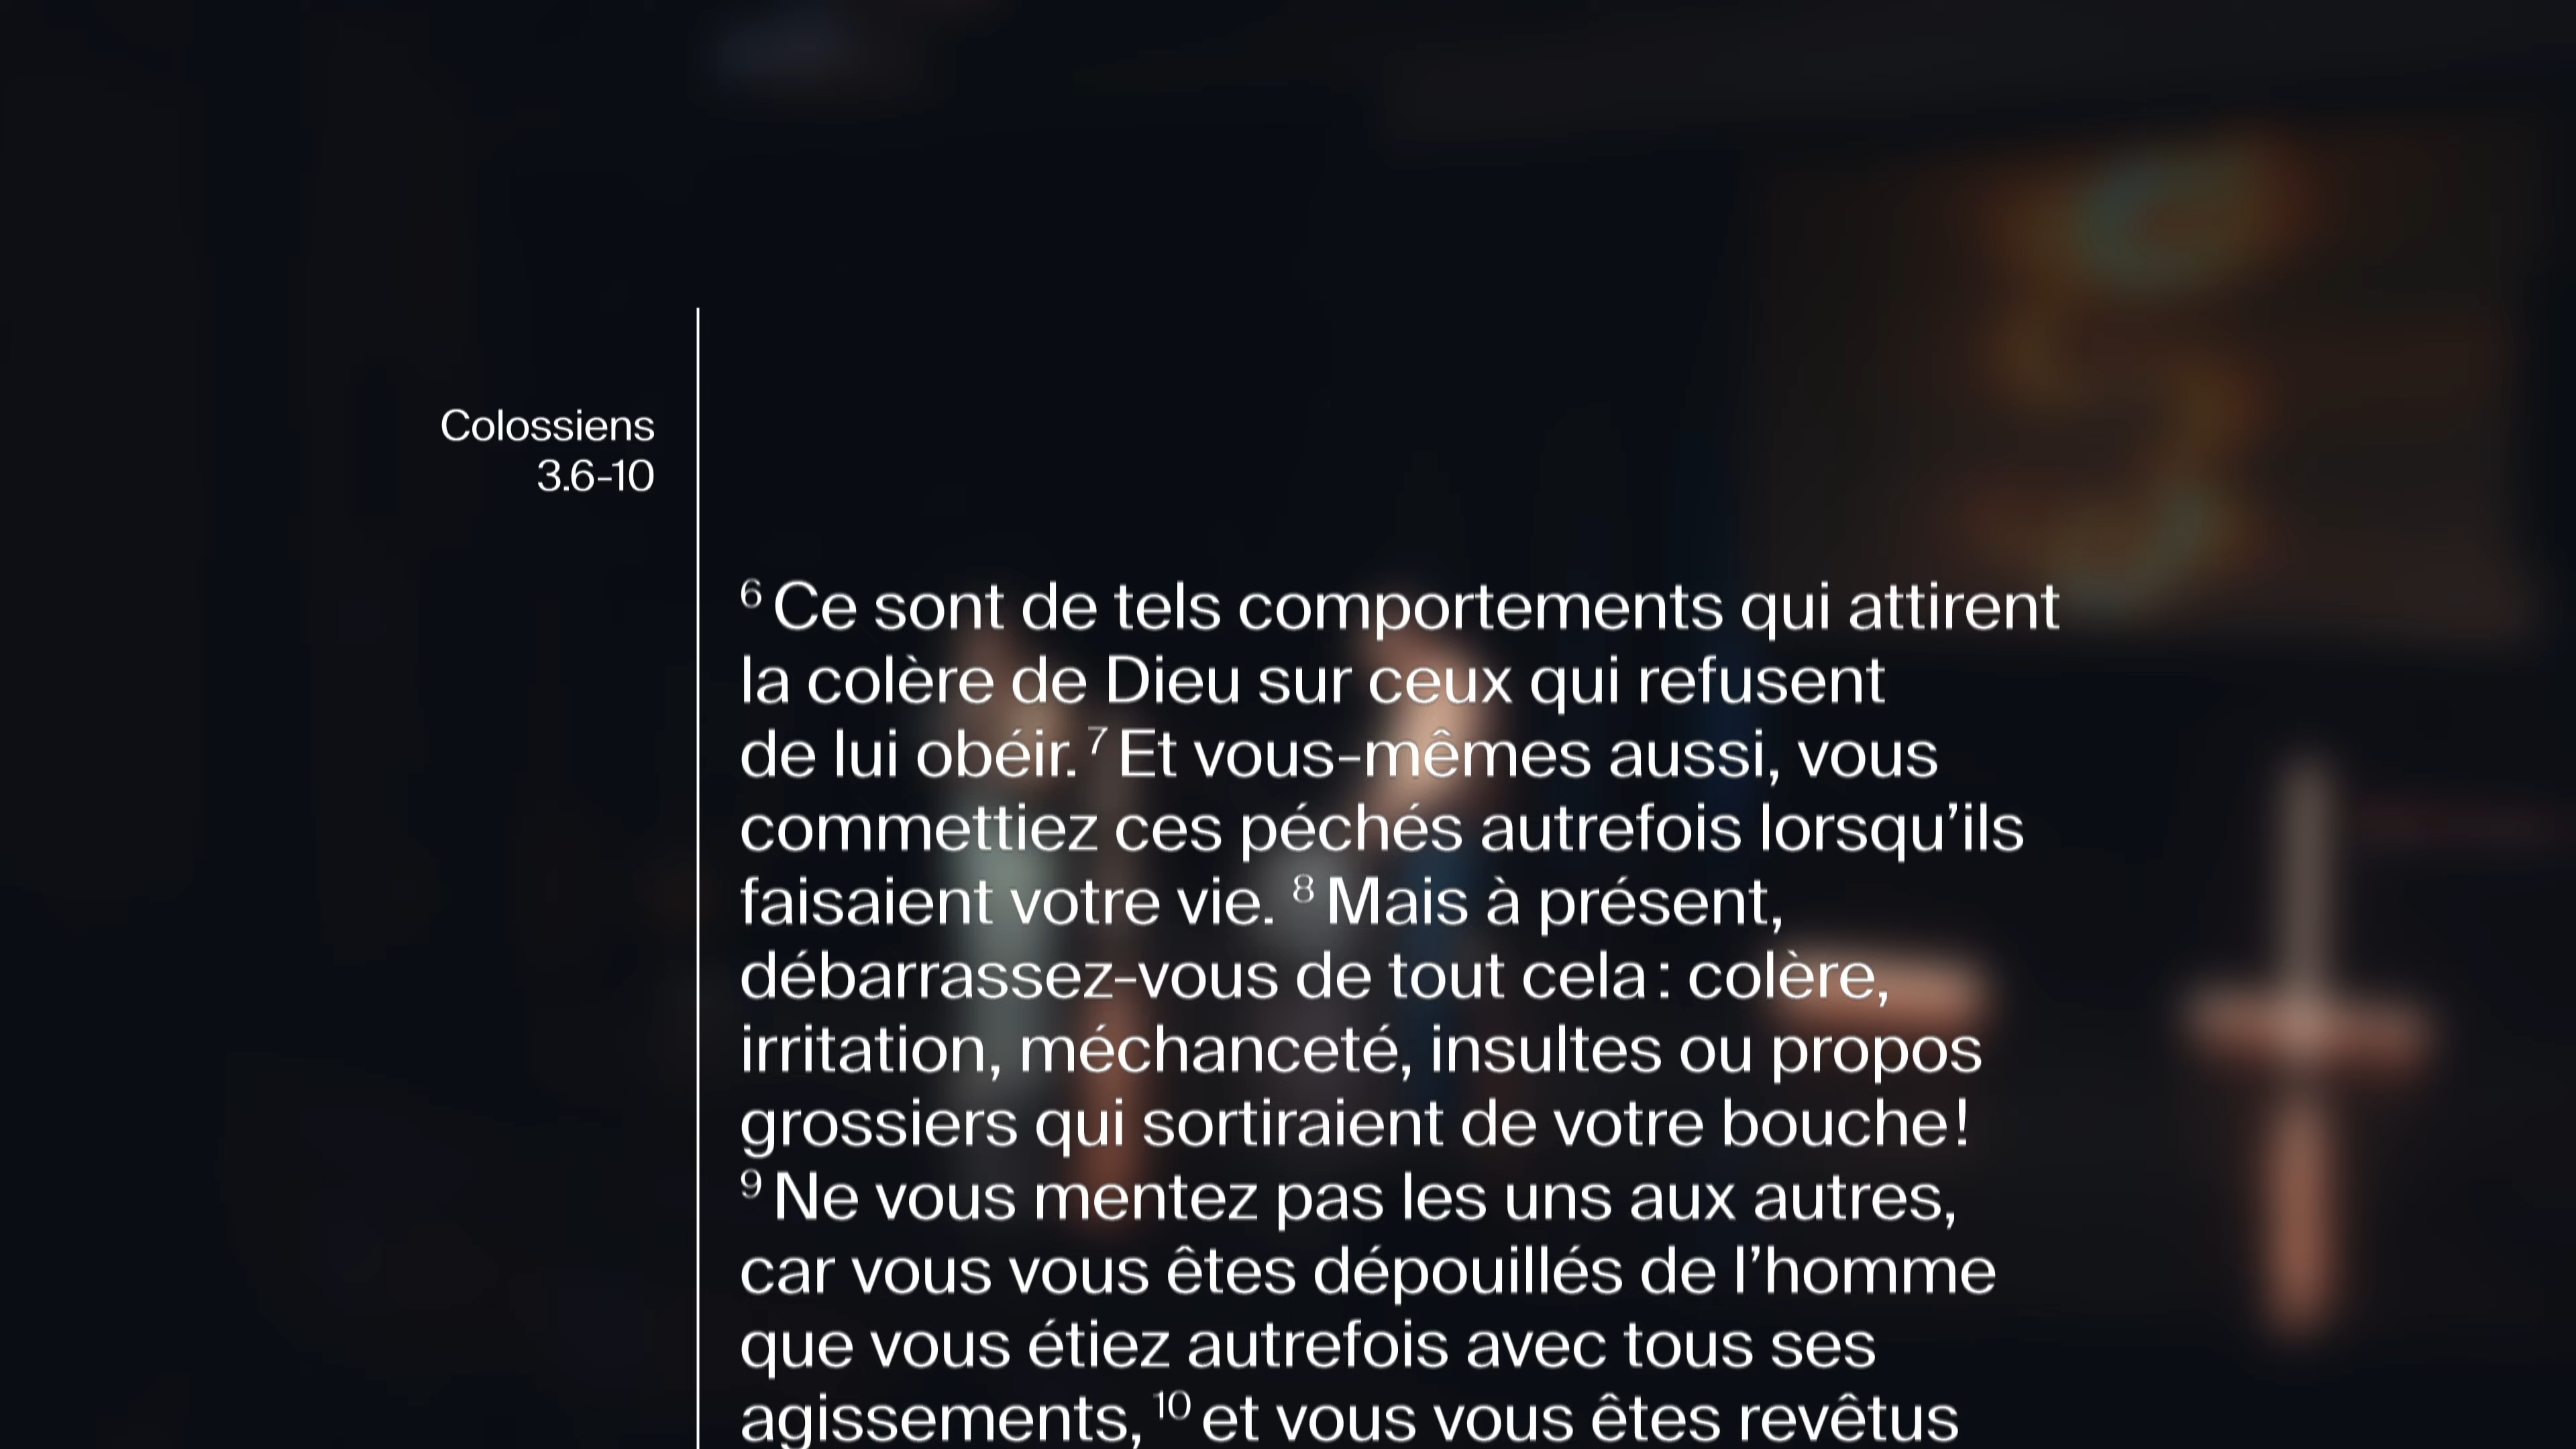 Colossiens
3.6-10
6 Ce sont de tels comportements qui attirent
la colère de Dieu sur ceux qui refusent
de lui obéir. 7 Et vous-mêmes aussi, vous
commettiez ces péchés autrefois lorsqu’ils
faisaient votre vie. 8 Mais à présent,
débarrassez-vous de tout cela : colère,
irritation, méchanceté, insultes ou propos
grossiers qui sortiraient de votre bouche !
9 Ne vous mentez pas les uns aux autres,
car vous vous êtes dépouillés de l’homme
que vous étiez autrefois avec tous ses
agissements, 10 et vous vous êtes revêtus